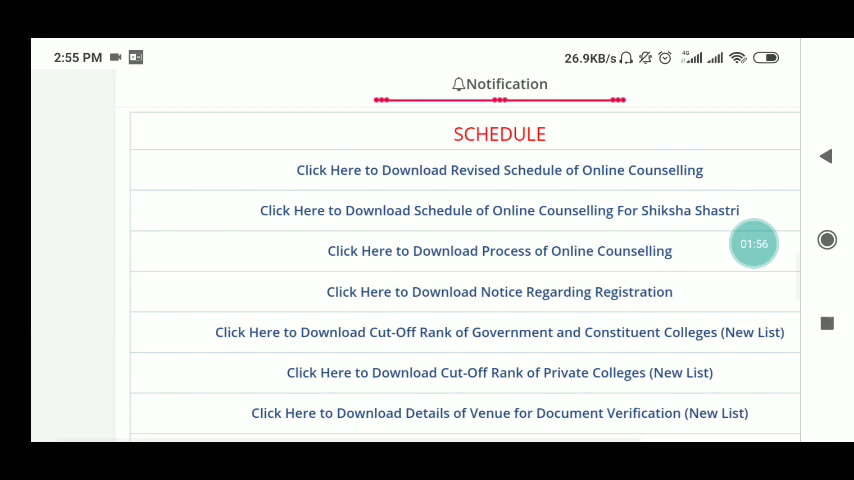 2:55 PM
26.9KB/s
4G
Notification
SCHEDULE
Click Here to Download Revised Schedule of Online Counselling
Click Here to Download Schedule of Online Counselling For Shiksha Shastri
01:56
Click Here to Download Process of Online Counselling
Click Here to Download Notice Regarding Registration
Click Here to Download Cut-Off Rank of Government and Constituent Colleges (New List)
Click Here to Download Cut-Off Rank of Private Colleges (New List)
Click Here to Download Details of Venue for Document Verification (New List)